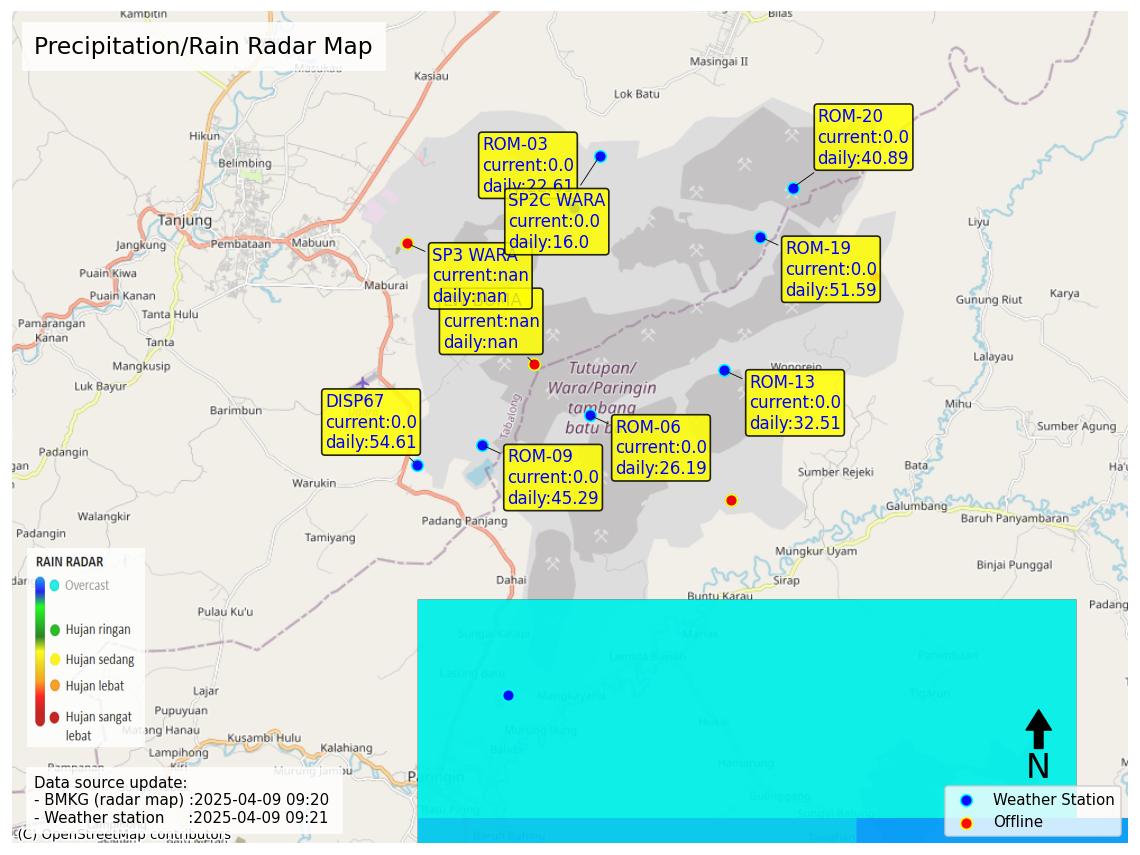 Kambitin
Bilas
Precipitation/Rain Radar Map
Masukau
Kasiau
Masingai II
Lok Batu
Hikun
Belimbing
ROM-03
current:0.0
daily:22.61
ROM-20
current:0.0
daily:40.89
SP2C WARA
current:0.0
daily:16.0
Tanjung
Jangkung
Pembataan
Mabuun
Liyu
SP3 WARA
current:nan
daily:nan
ROM-19
current:0.0
daily:51.59
Puain Kiwa
Puain Kanan
Maburai
Tanta Hulu
Gunung Riut
Karya
current:nan
daily:nan
Pamarangan
Kanan
Tanta
Mangkusip
Lalayau
Luk Bayur
Tutupan/
Wara/Paringin
tambang
batu b
Wonorejo
ROM-13
current:0.0
daily:32.51
Barimbun
DISP67
current:0.0
daily:54.61
Tabalong
Mihu
Sumber Agung
ROM-06
current:0.0
daily:26.19
ROM-09
current:0.0
daily:45.29
Warukin
Sumber Rejeki
Bata
Galumbang
Baruh Panyambaran
Walangkir
Padangin
Tamiyang
Padang Panjang
Mungkur Uyam
Binjai Punggal
Sirap
Dahai
Buntu Karau
Padang
RAIN RADAR
Overcast
Hujan ringan
Hujan sedang
Hujan lebat
Hujan sangat
lebat
Pulau Ku'u
Lajar
Pupuyuan
Matang Hanau
Lampihong
Kusambi Hulu
Kalahiang
Murung Jambu
Paringin
N
Data source update:
- BMKG (radar map) :2025-04-09 09:20
- Weather station :2025-04-09 09:21
(C) OpenStreetMap contributors
Weather Station
Offline